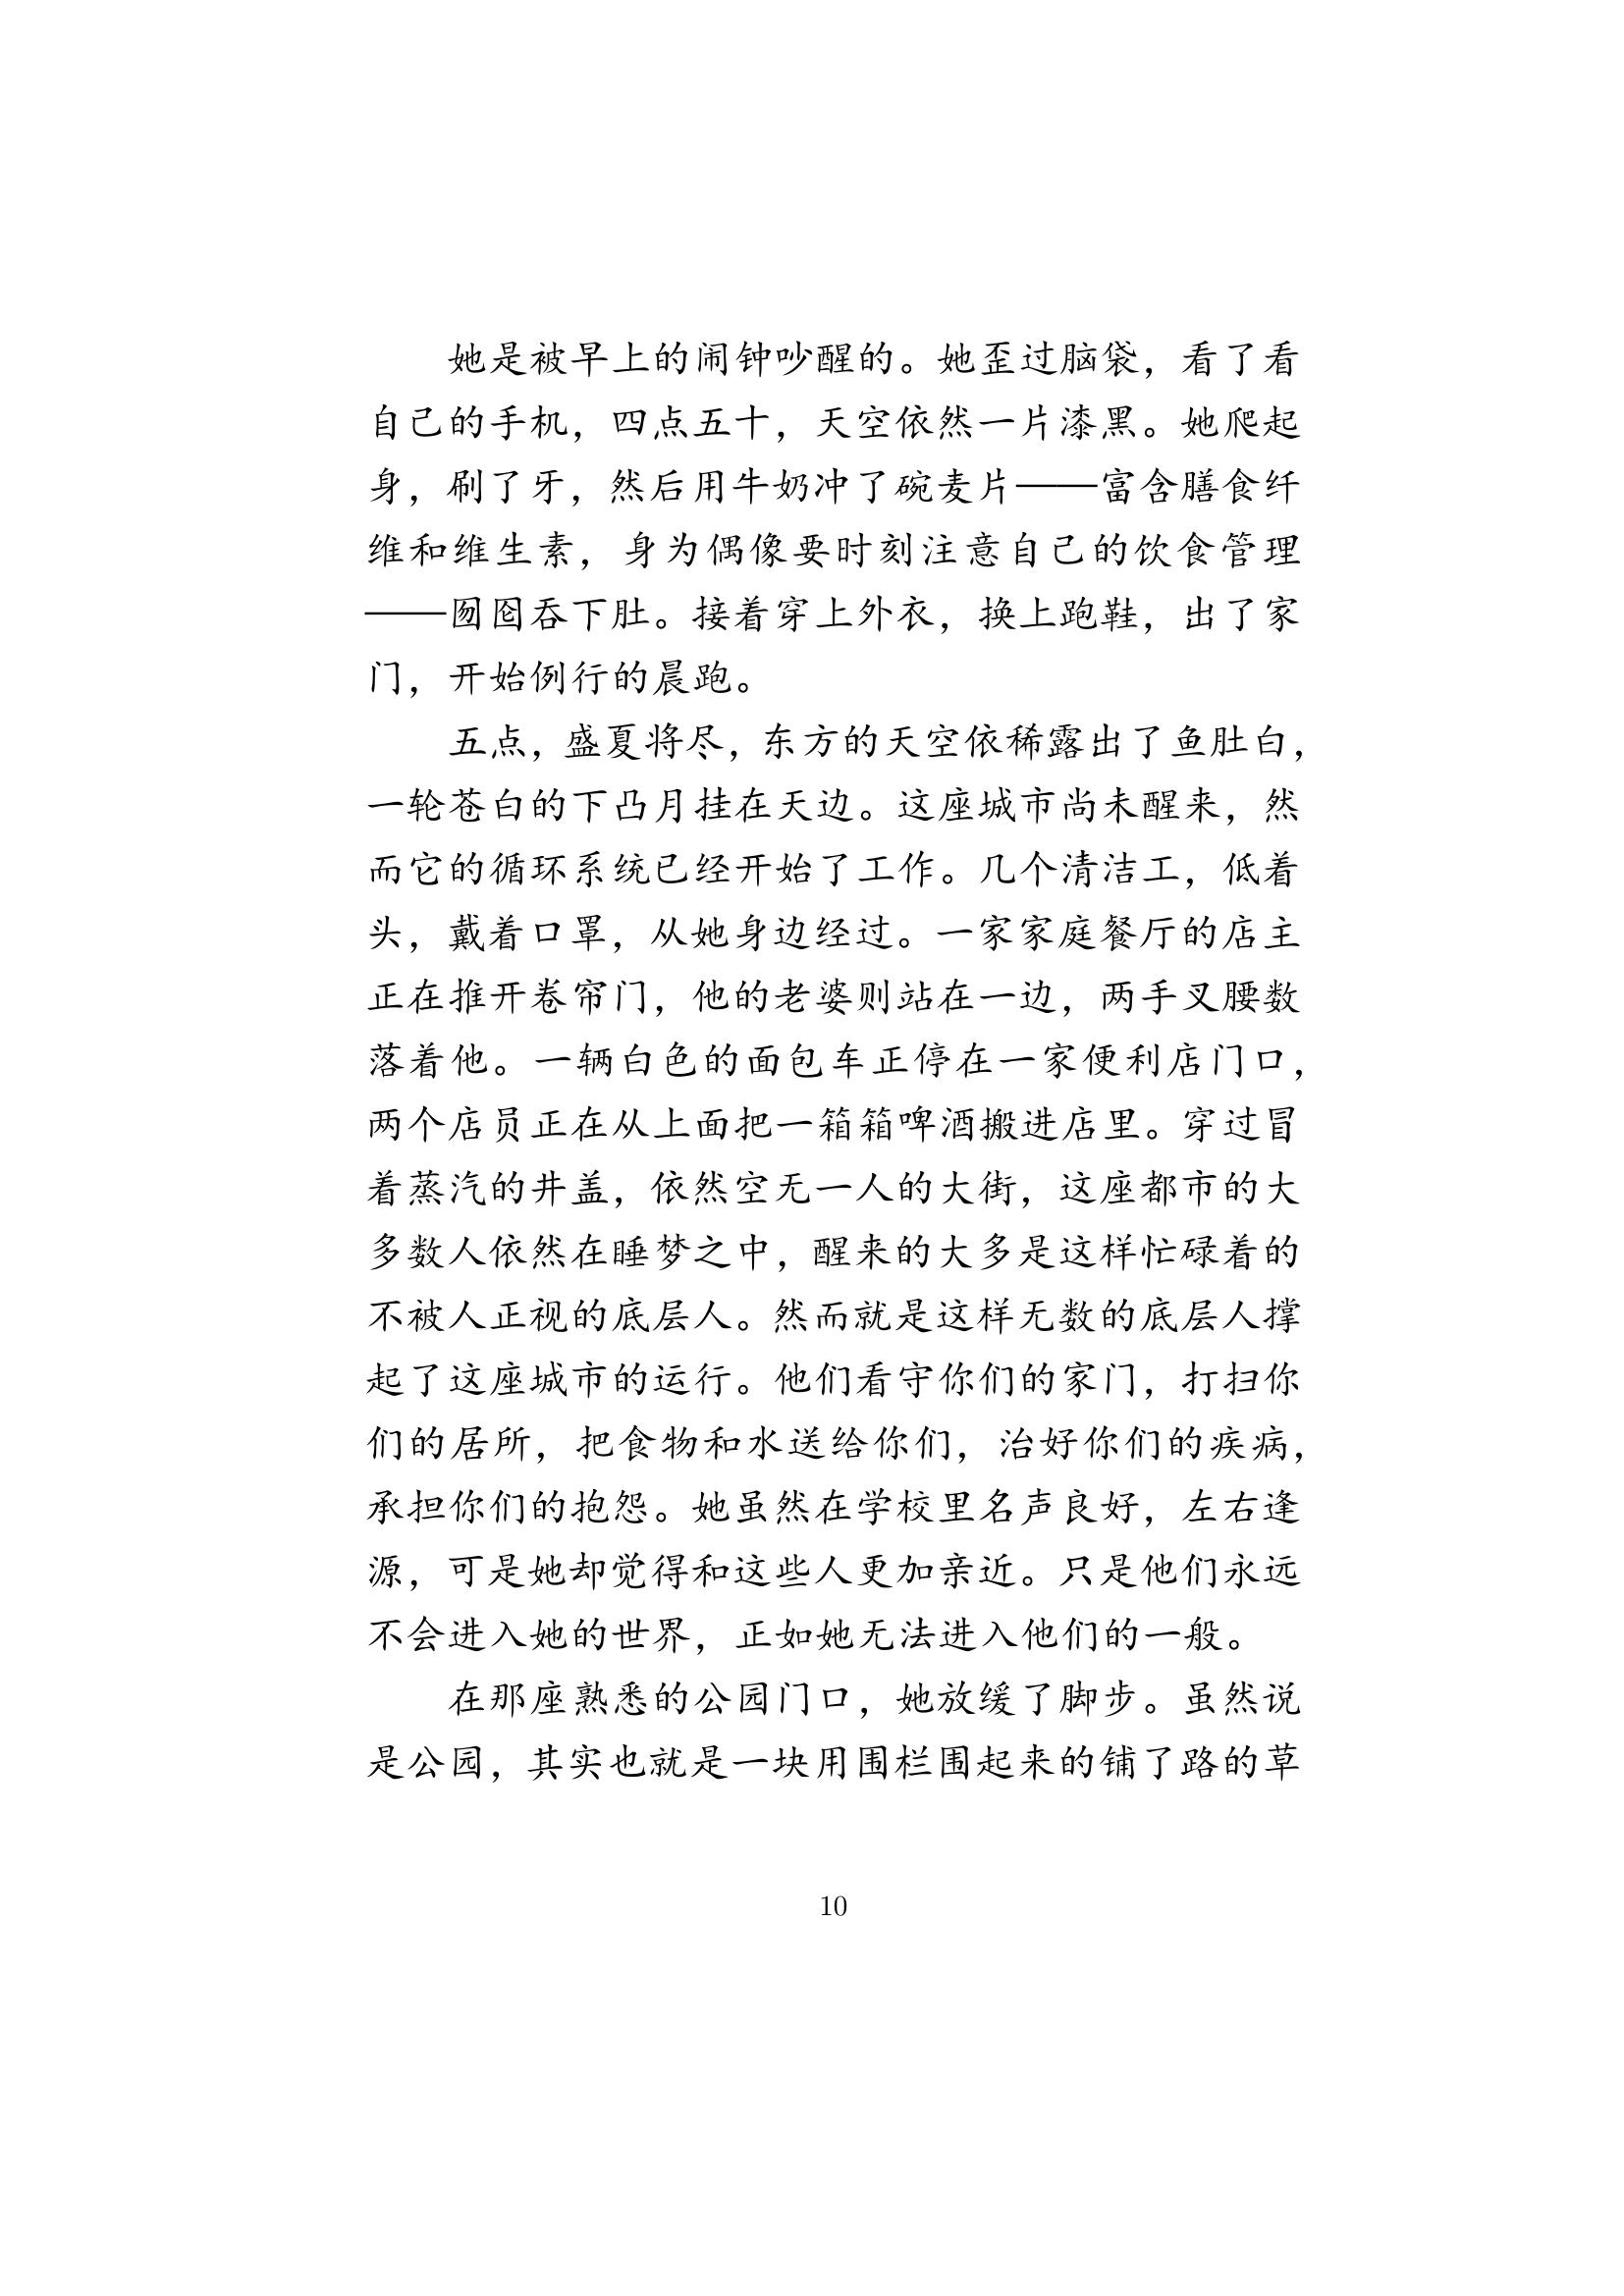 她是被早上的闹钟吵醒的。她歪过脑袋，看了看
自己的手机，四点五十，天空依然一片漆黑。她爬起
身，刷了牙，然后用牛奶冲了碗麦片——富含膳食纤
维和维生素，身为偶像要时刻注意自己的饮食管理
——囫囵吞下肚。接着穿上外衣，换上跑鞋，出了家
门，开始例行的晨跑。
五点，盛夏将尽，东方的天空依稀露出了鱼肚白，
一轮苍白的下凸月挂在天边。这座城市尚未醒来，然
而它的循环系统已经开始了工作。几个清洁工，低着
头，戴着口罩，从她身边经过。一家家庭餐厅的店主
正在推开卷帘门，他的老婆则站在一边，两手叉腰数
落着他。一辆白色的面包车正停在一家便利店门口，
两个店员正在从上面把一箱箱啤酒搬进店里。穿过冒
着蒸汽的井盖，依然空无一人的大街，这座都市的大
多数人依然在睡梦之中，醒来的大多是这样忙碌着的
不被人正视的底层人。然而就是这样无数的底层人撑
起了这座城市的运行。他们看守你们的家门，打扫你
们的居所，把食物和水送给你们，治好你们的疾病，
承担你们的抱怨。她虽然在学校里名声良好，左右逢
源，可是她却觉得和这些人更加亲近。只是他们永远
不会进入她的世界，正如她无法进入他们的一般。
在那座熟悉的公园门口，她放缓了脚步。虽然说
是公园，其实也就是一块用围栏围起来的铺了路的草
10